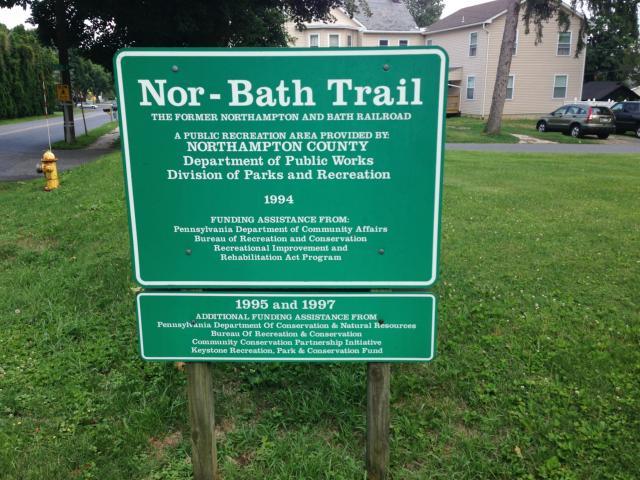 Nor-Bath Trail
THE FORMER NORTHAMPTON AND BATH RAILROAD
A PUBLIC RECREATION AREA PROVIDED BY:
NORTHAMPTON COUNTY
Department of Public Works
Division of Parks and Recreation
1994
FUNDING ASSISTANCE FROM:
Pennsylvania Department of Community Affairs
Bureau of Recreation and Conservation
Recreational Improvement and
Rehabilitation Act Program
1995 and 1997
ADDITIONAL FUNDING ASSISTANCE FROM
Pennsylvania Department Of Conservation & Natural Resources
Bureau Of Recreation & Conservation
Community Conservation Partnership Initiative
Keystone Recreation, Park & Conservation Fund